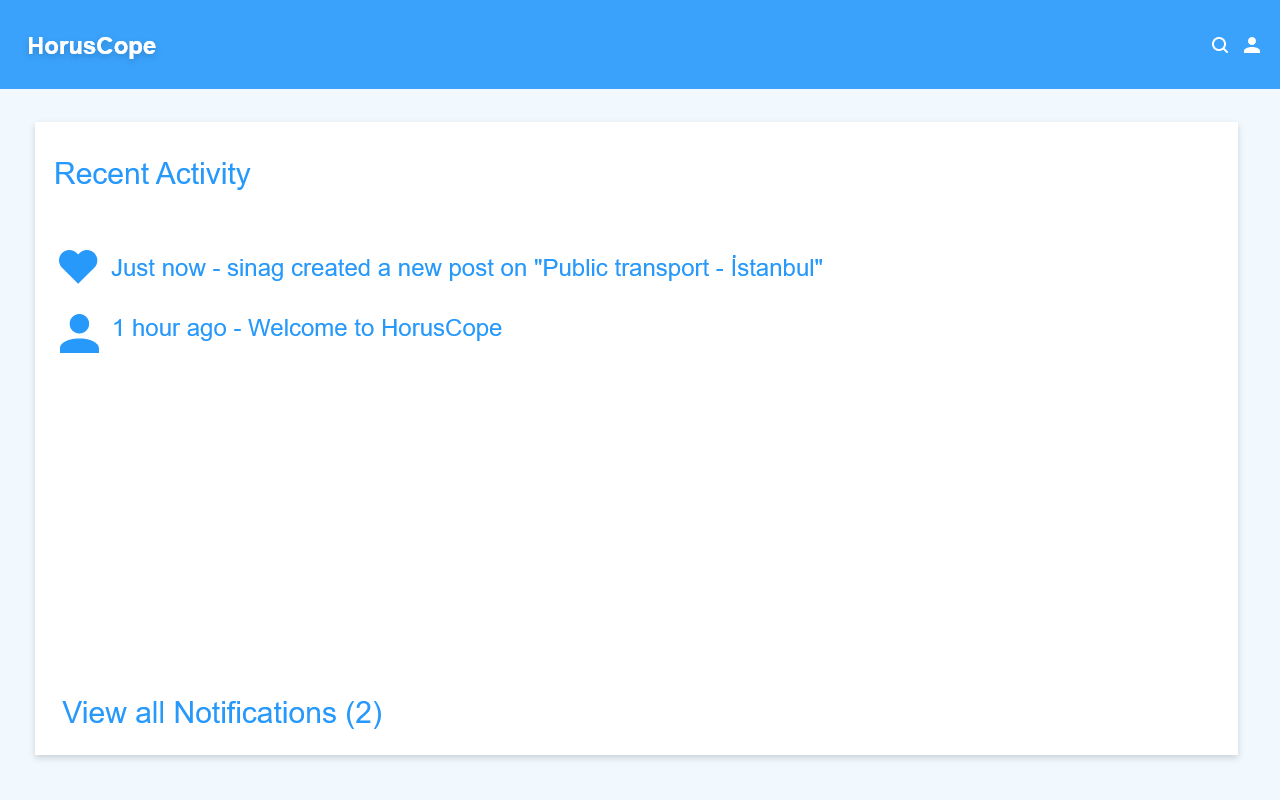 HorusCope
Recent Activity
Just now - sinag created a new post on "Public transport - İstanbul"
1 hour ago - Welcome to HorusCope
View all Notifications (2)